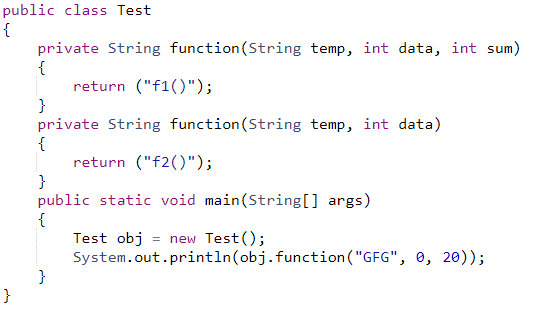 public class Test
{
    private String function(String temp, int data, int sum)
    {
        return ("f1()");
    }
    private String function(String temp, int data)
    {
        return ("f2()");
    }
    public static void main(String[] args)
    {
        Test obj = new Test();
        System.out.println(obj.function("GFG", 0, 20));
    }
}